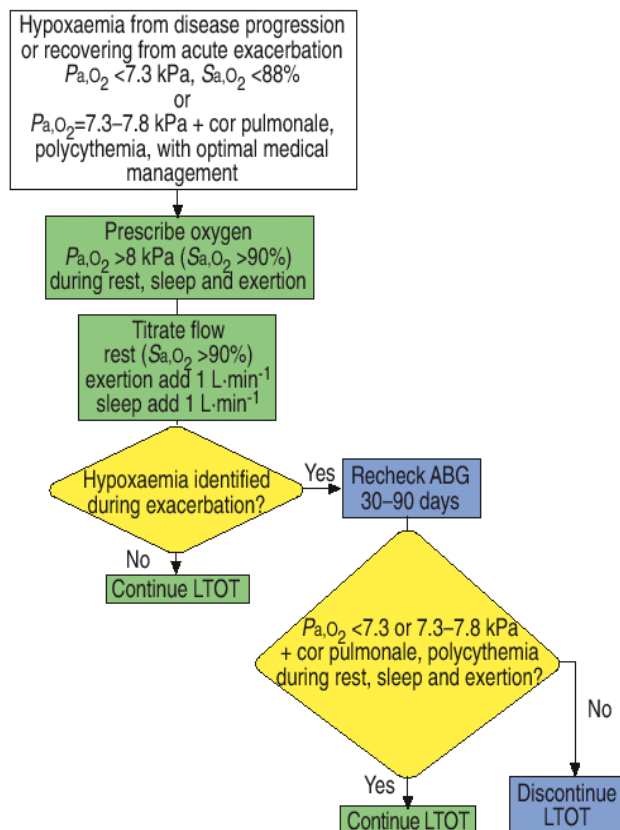 Hypoxaemia from disease progression
or recovering from acute exacerbation
Pa,O2 <7.3 kPa, Sa,O2 <88%
or
Pa,O2=7.3–7.8 kPa + cor pulmonale,
polycythemia, with optimal medical
management
Prescribe oxygen
Pa,O2 >8 kPa (Sa,O2 >90%)
during rest, sleep and exertion
Titrate flow
rest (Sa,O2 >90%)
exertion add 1 L·min-1
sleep add 1 L·min-1
Hypoxaemia identified
during exacerbation?
Yes
Recheck ABG
30–90 days
No
Continue LTOT
Pa,O2 <7.3 or 7.3–7.8 kPa
+ cor pulmonale, polycythemia
during rest, sleep and exertion?
No
Yes
Continue LTOT
Discontinue
LTOT